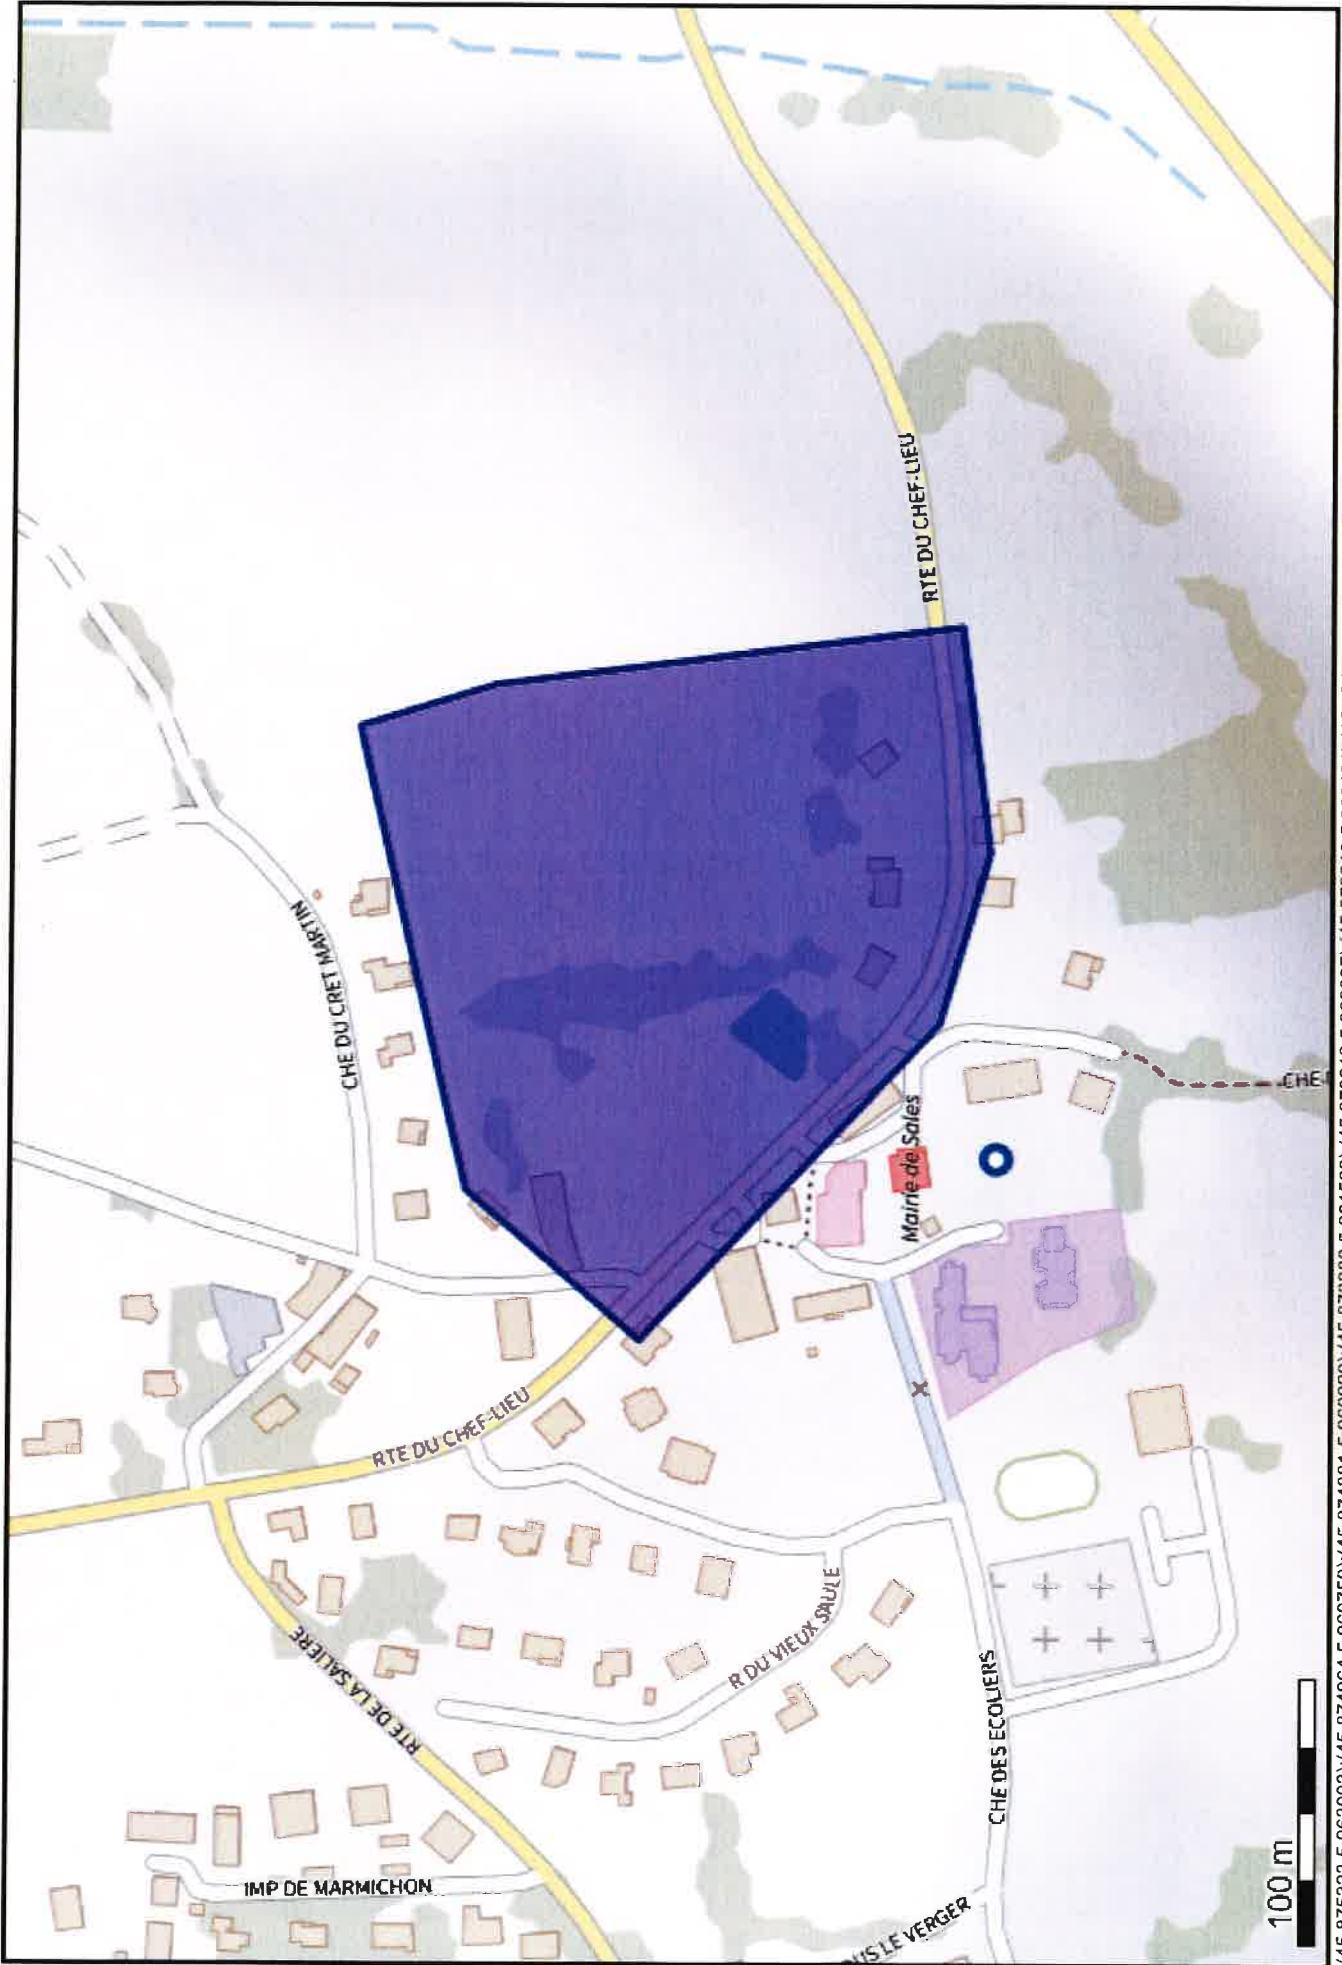 RTE DU CHEF-LIEU
CHE DU CRET MARTIN
Mairie de Sales
RTE DU CHEF-LIEU
RTE DE LA SALIERE
R DU VIEUX SAULE
CHE DES ECOLIERS
IMP DE MARMICHON
LE VERGER
100 m